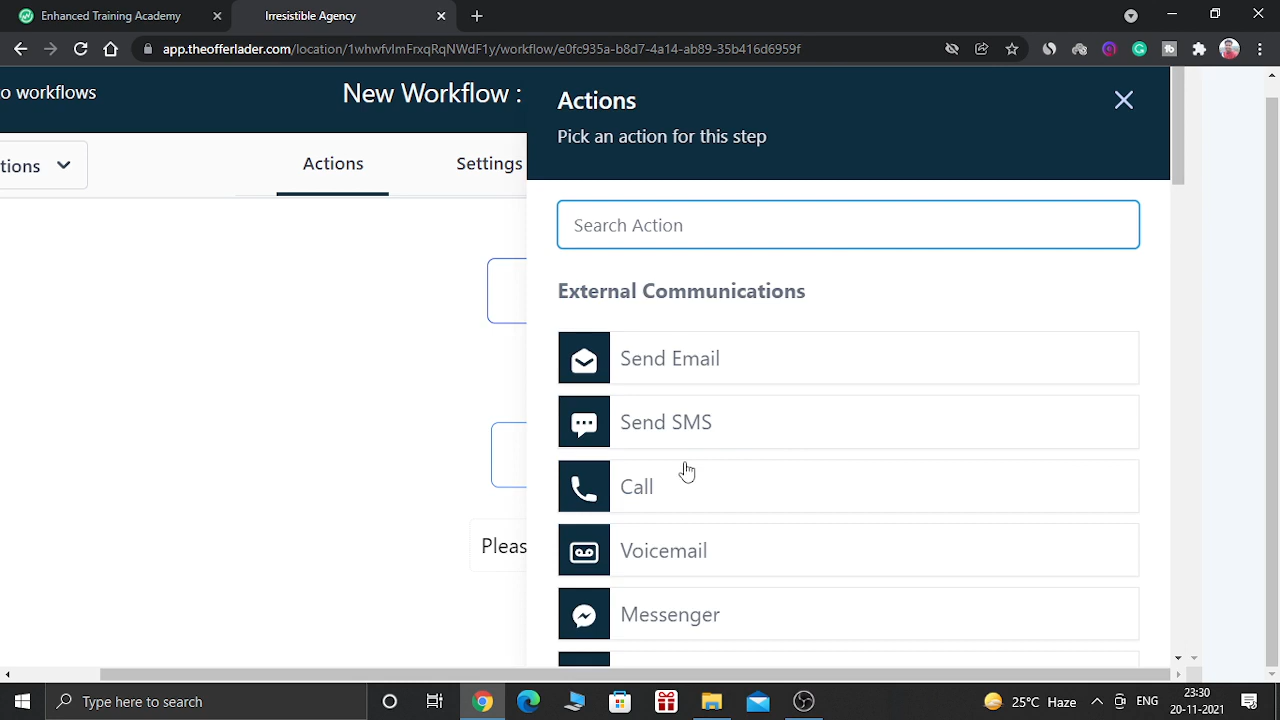 Enhanced Training Academy
Irresistible Agency
app.theofferlader.com/location/1whwfvlmFrxqRqNWdF1y/workflow/e0fc935a-b8d7-4a14-ab89-35b416d6959f
o workflows
New Workflow :
tions
Actions
Settings
Pleas
Actions
Pick an action for this step
Search Action
External Communications
Send Email
Send SMS
Call
Voicemail
Messenger
Type here to search
25°C Haze
ENG
23:30
20-11-2021